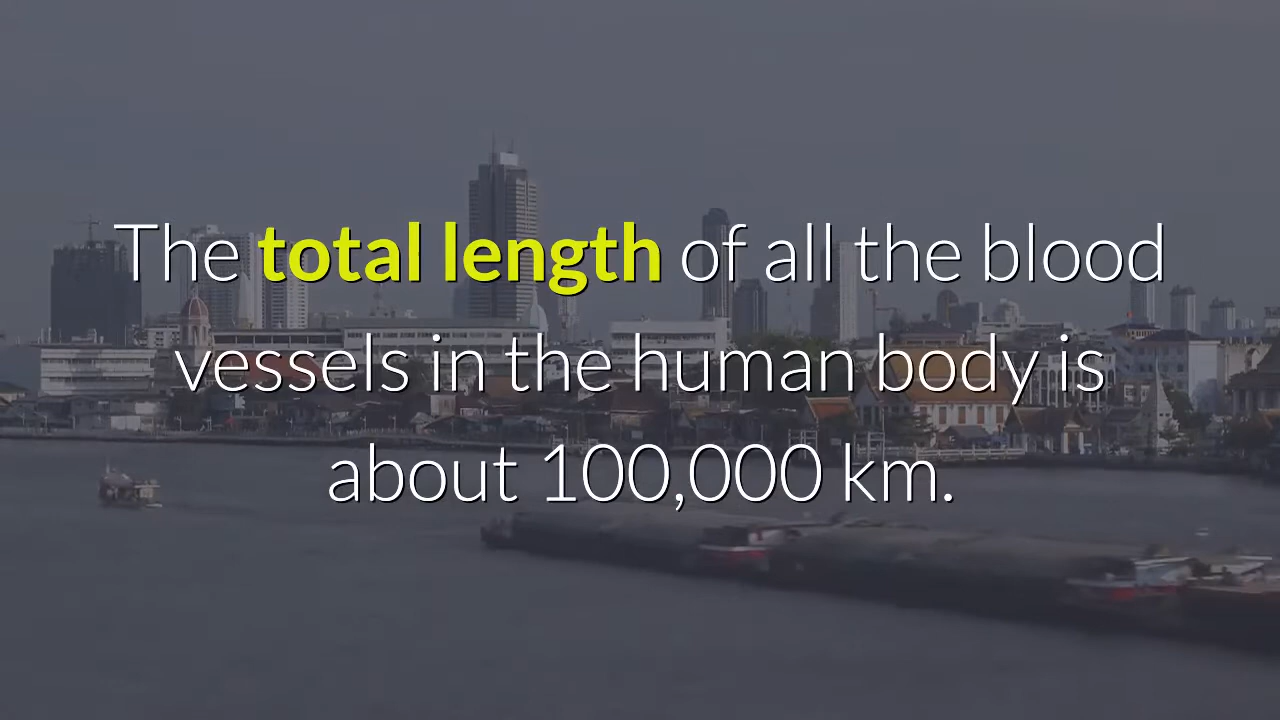 The total length of all the blood
vessels in the human body is
about 100,000 km.